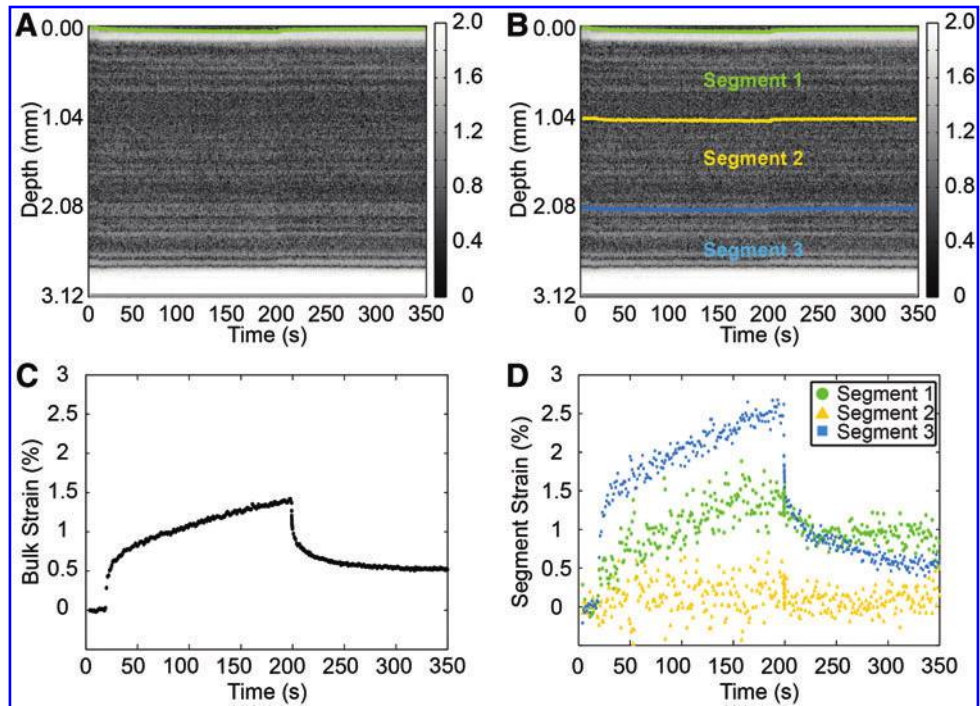 A
Depth (mm)
0.00
1.04
2.08
3.12
0 50 100 150 200 250 300 350
Time (s)
2.0
1.6
1.2
0.8
0.4
0
B
Depth (mm)
0.00
1.04
2.08
3.12
Segment 1
Segment 2
Segment 3
0 50 100 150 200 250 300 350
Time (s)
2.0
1.6
1.2
0.8
0.4
0
C
Bulk Strain (%)
3
2.5
2
1.5
1
0.5
0
0 50 100 150 200 250 300 350
Time (s)
D
Segment Strain (%)
3
2.5
2
1.5
1
0.5
0
Segment 1
Segment 2
Segment 3
0 50 100 150 200 250 300 350
Time (s)